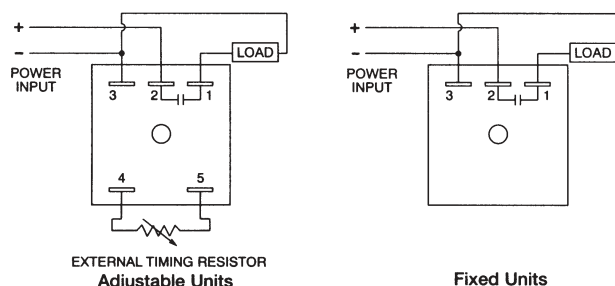 +
-
LOAD
POWER
INPUT
3
2
1
4
5
EXTERNAL TIMING RESISTOR
Adjustable Units
+
-
LOAD
POWER
INPUT
3
2
1
Fixed Units